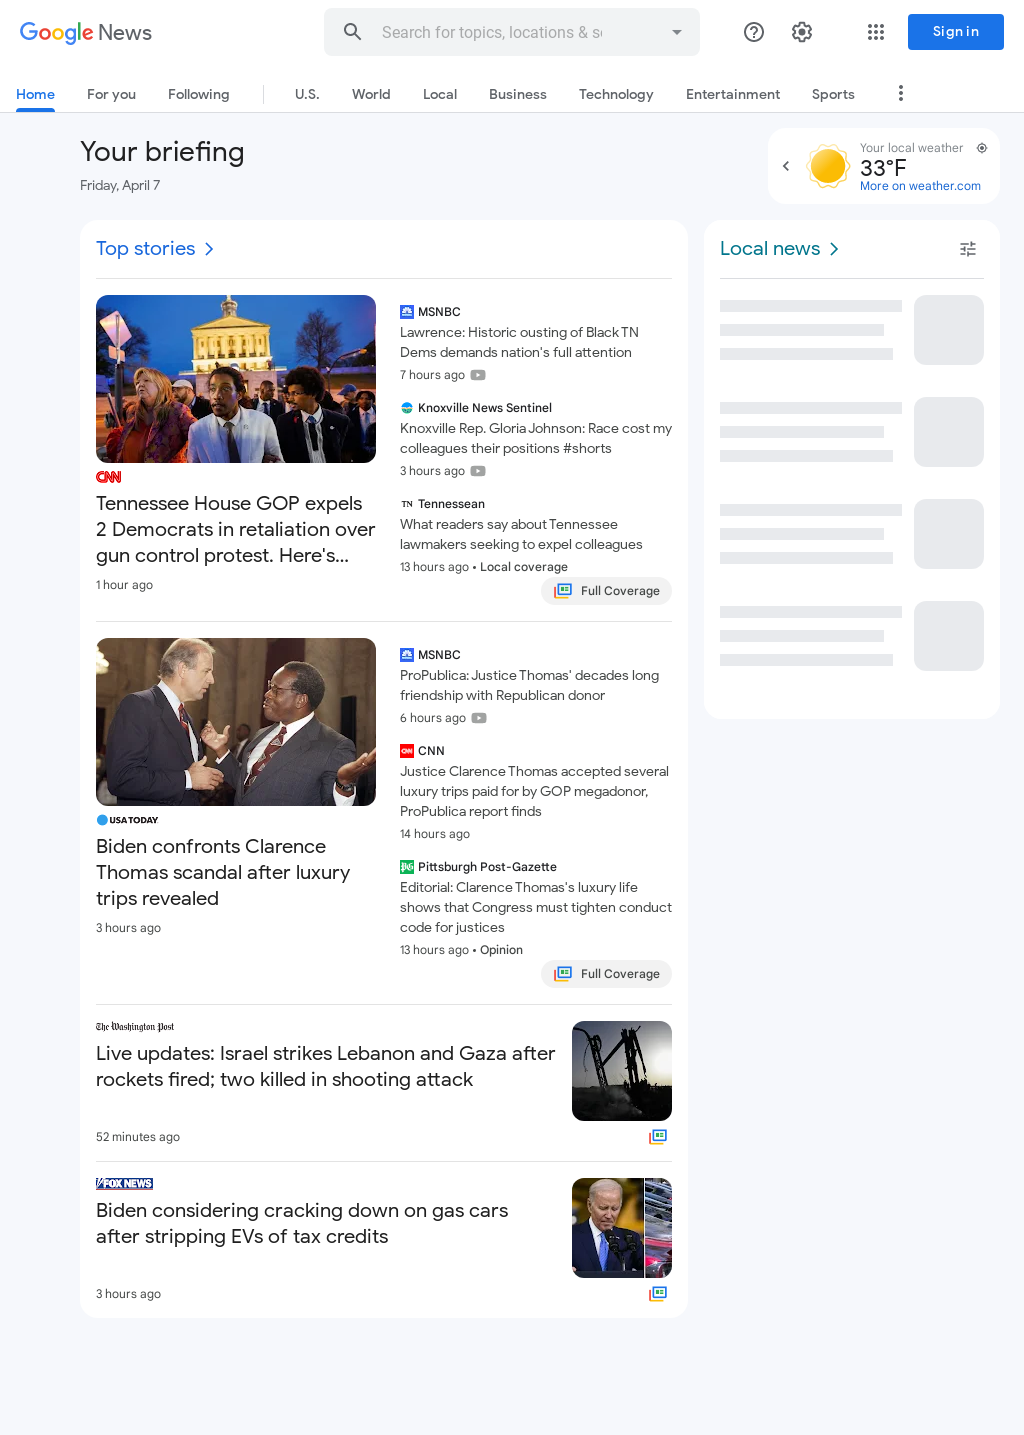 Google News
Search for topics, locations & so
Sign in
Home
For you
Following
U.S.
World
Local
Business
Technology
Entertainment
Sports
Your briefing
Friday, April 7
Your local weather
33°F
More on weather.com
Top stories
CNN
Tennessee House GOP expels
2 Democrats in retaliation over
gun control protest. Here's...
1 hour ago
MSNBC
Lawrence: Historic ousting of Black TN
Dems demands nation's full attention
7 hours ago
Knoxville News Sentinel
Knoxville Rep. Gloria Johnson: Race cost my
colleagues their positions #shorts
3 hours ago
TN Tennessean
What readers say about Tennessee
lawmakers seeking to expel colleagues
13 hours ago • Local coverage
Full Coverage
USA TODAY
Biden confronts Clarence
Thomas scandal after luxury
trips revealed
3 hours ago
MSNBC
ProPublica: Justice Thomas' decades long
friendship with Republican donor
6 hours ago
CNN CNN
Justice Clarence Thomas accepted several
luxury trips paid for by GOP megadonor,
ProPublica report finds
14 hours ago
PG Pittsburgh Post-Gazette
Editorial: Clarence Thomas's luxury life
shows that Congress must tighten conduct
code for justices
13 hours ago • Opinion
Full Coverage
The Washington Post
Live updates: Israel strikes Lebanon and Gaza after
rockets fired; two killed in shooting attack
52 minutes ago
FOX NEWS
Biden considering cracking down on gas cars
after stripping EVs of tax credits
3 hours ago
Local news